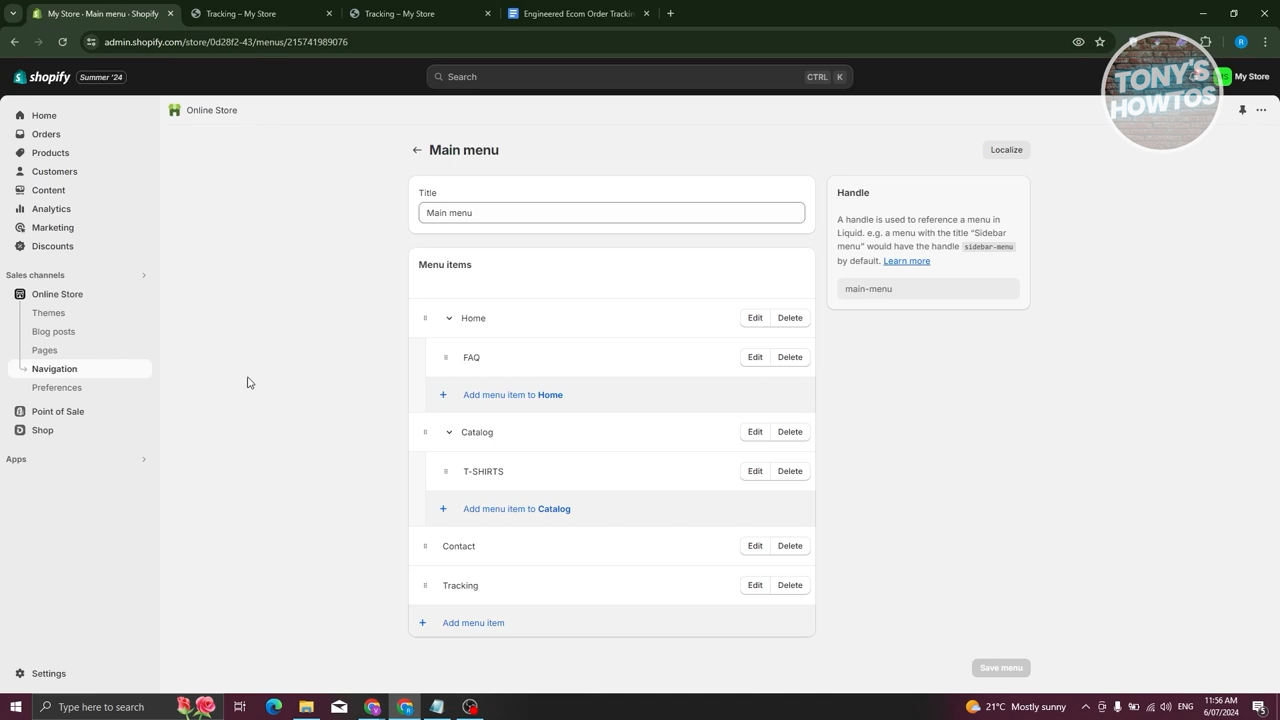 My Store · Main menu · Shopify
Tracking – My Store
Tracking – My Store
Engineered Ecom Order Trackin
admin.shopify.com/store/0d28f2-43/menus/215741989076
R
shopify
Summer '24
Search
CTRL
K
MS
My Store
TONY'S
HOWTOS
Home
Orders
Products
Customers
Content
Analytics
Marketing
Discounts
Sales channels
Online Store
Themes
Blog posts
Pages
Navigation
Preferences
Point of Sale
Shop
Apps
Settings
Online Store
Main menu
Localize
Title
Main menu
Menu items
Home
Edit
Delete
FAQ
Edit
Delete
Add menu item to Home
Catalog
Edit
Delete
T-SHIRTS
Edit
Delete
Add menu item to Catalog
Contact
Edit
Delete
Tracking
Edit
Delete
Add menu item
Handle
A handle is used to reference a menu in
Liquid. e.g. a menu with the title “Sidebar
menu” would have the handle sidebar-menu
by default. Learn more
main-menu
Save menu
Type here to search
21°C Mostly sunny
11:56 AM
6/07/2024